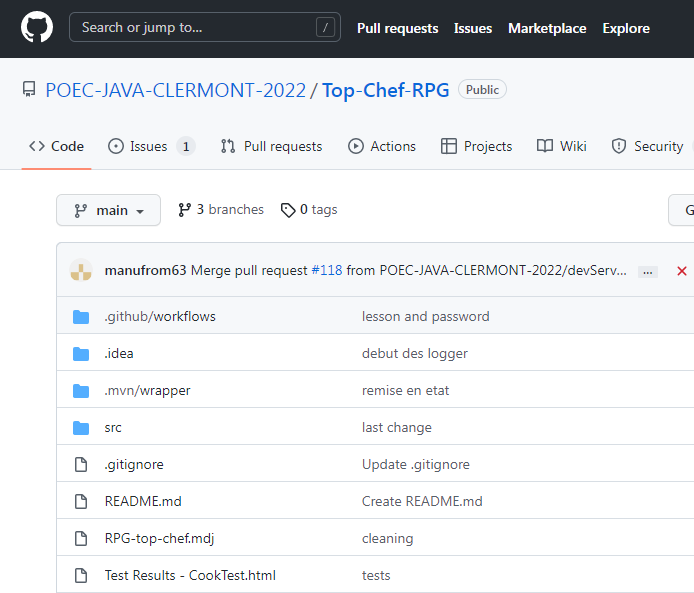 Search or jump to... /
Pull requests Issues Marketplace Explore
POEC-JAVA-CLERMONT-2022 / Top-Chef-RPG Public
Code Issues 1 Pull requests Actions Projects Wiki Security
main 3 branches 0 tags G
manufrom63 Merge pull request #118 from POEC-JAVA-CLERMONT-2022/devServ... ...
.github/workflows lesson and password
.idea debut des logger
.mvn/wrapper remise en etat
src last change
.gitignore Update .gitignore
README.md Create README.md
RPG-top-chef.mdj cleaning
Test Results - CookTest.html tests